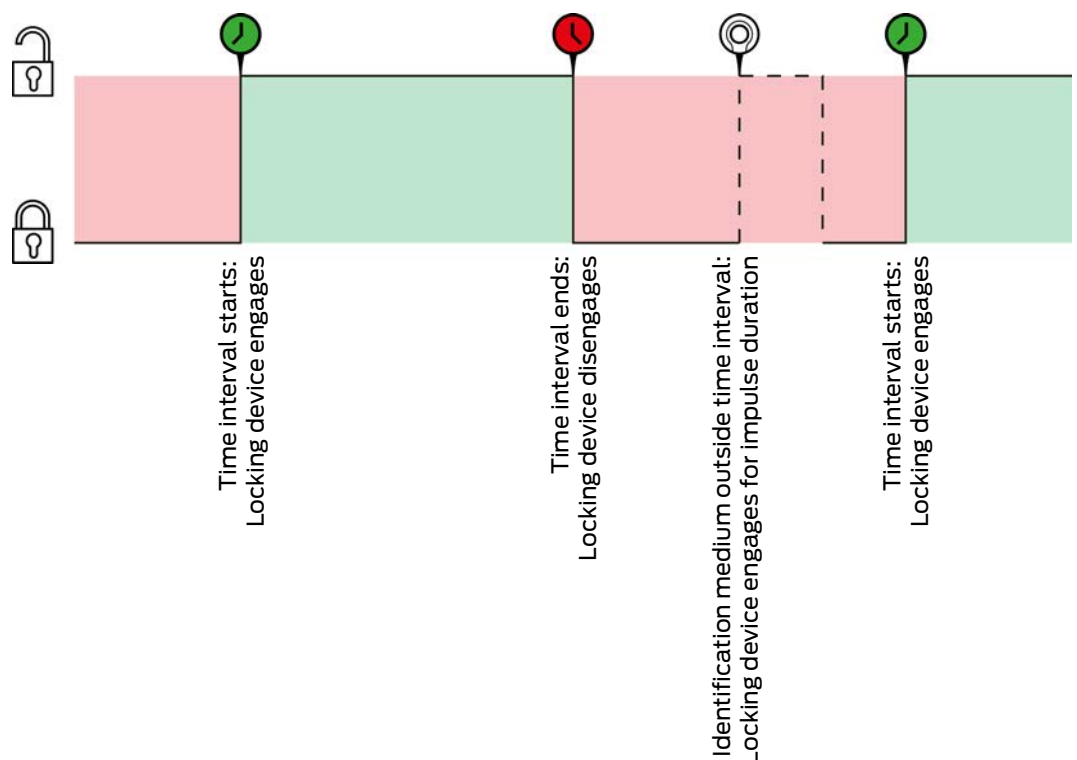 Time interval starts:
Locking device engages
Time interval ends:
Locking device disengages
Identification medium outside time interval:
Locking device engages for impulse duration
Time interval starts:
Locking device engages